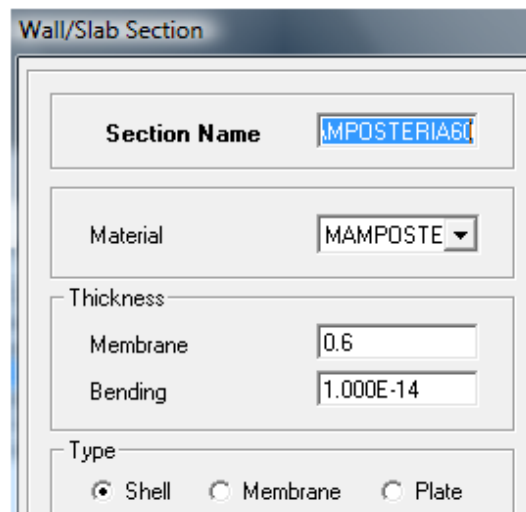 Wall/Slab Section
Section Name AMPOSTERIA60
Material MAMPOSTE
Thickness
Membrane 0.6
Bending 1.000E-14
Type
Shell Membrane Plate